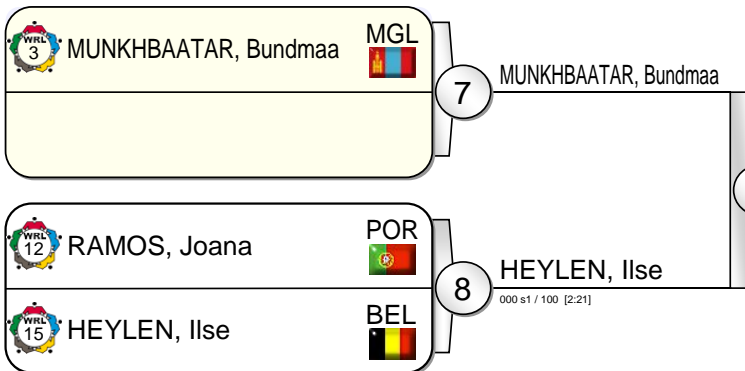 WRL 3 MUNKHBAATAR, Bundmaa MGL
7 MUNKHBAATAR, Bundmaa
WRL 12 RAMOS, Joana POR
8 HEYLEN, Ilse
000 s1 / 100 [2:21]
WRL 15 HEYLEN, Ilse BEL